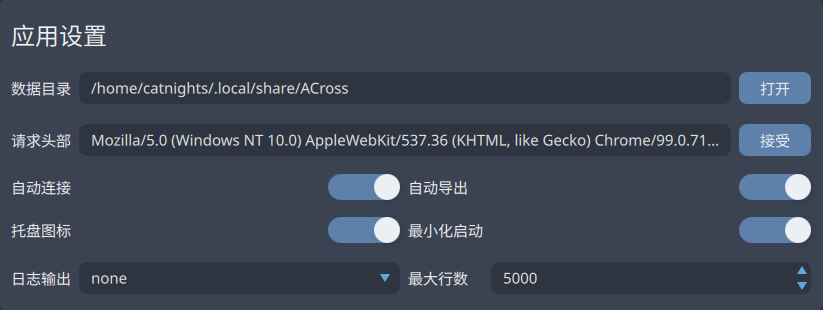 应用设置
数据目录 /home/catnights/.local/share/ACross 打开
请求头部 Mozilla/5.0 (Windows NT 10.0) AppleWebKit/537.36 (KHTML, like Gecko) Chrome/99.0.71... 接受
自动连接 自动导出
托盘图标 最小化启动
日志输出 none 最大行数 5000